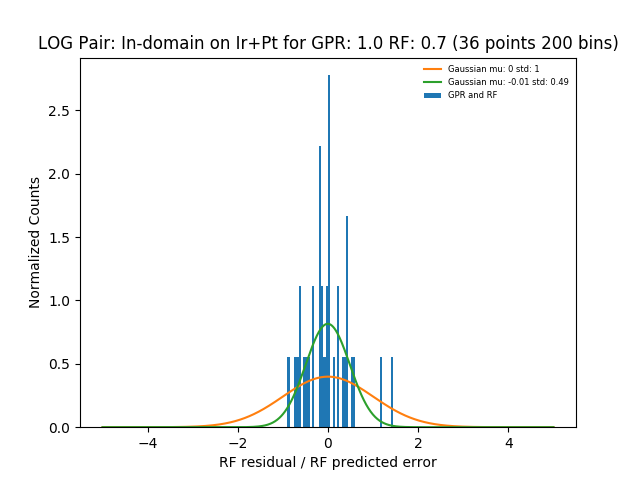 LOG Pair: In-domain on Ir+Pt for GPR: 1.0 RF: 0.7 (36 points 200 bins)
Gaussian mu: 0 std: 1
Gaussian mu: -0.01 std: 0.49
GPR and RF
Normalized Counts
2.5
2.0
1.5
1.0
0.5
0.0
−4 −2 0 2 4
RF residual / RF predicted error